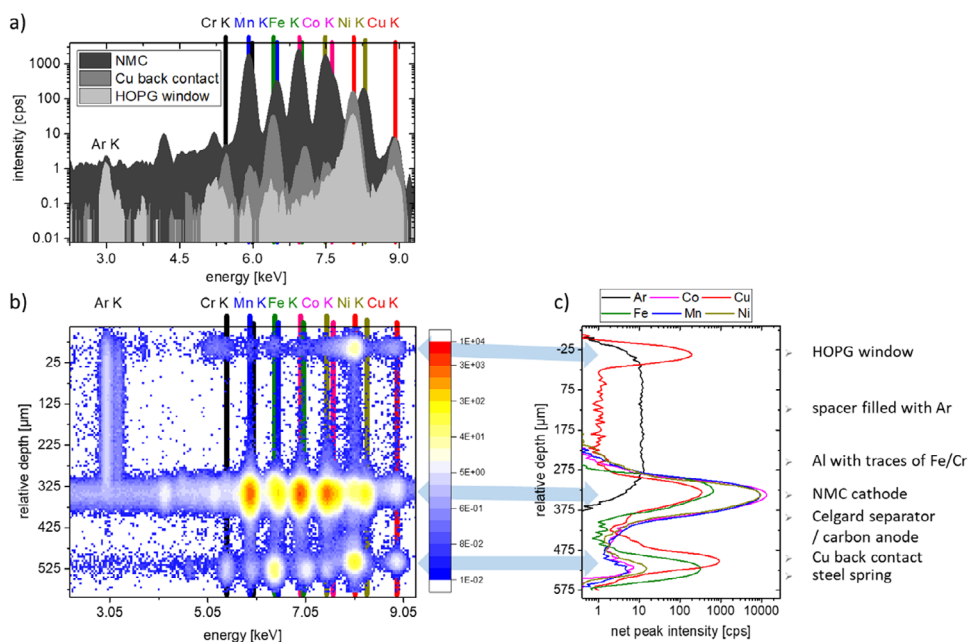 a)
Cr K Mn K Fe K Co K Ni K Cu K
1000
100
10
1
0.1
0.01
intensity [cps]
NMC
Cu back contact
HOPG window
Ar K
3.0 4.5 6.0 7.5 9.0
energy [keV]
b)
Ar K Cr K Mn K Fe K Co K Ni K Cu K
25
125
225
325
425
525
relative depth [µm]
3.05 5.05 7.05 9.05
energy [keV]
1E+04
3E+03
3E+02
4E+01
5E+00
6E-01
8E-02
1E-02
c)
Ar Co Cu
Fe Mn Ni
-25
75
175
275
375
475
575
relative depth [µm]
1 10 100 1000 10000
net peak intensity [cps]
HOPG window
spacer filled with Ar
Al with traces of Fe/Cr
NMC cathode
Celgard separator
/ carbon anode
Cu back contact
steel spring